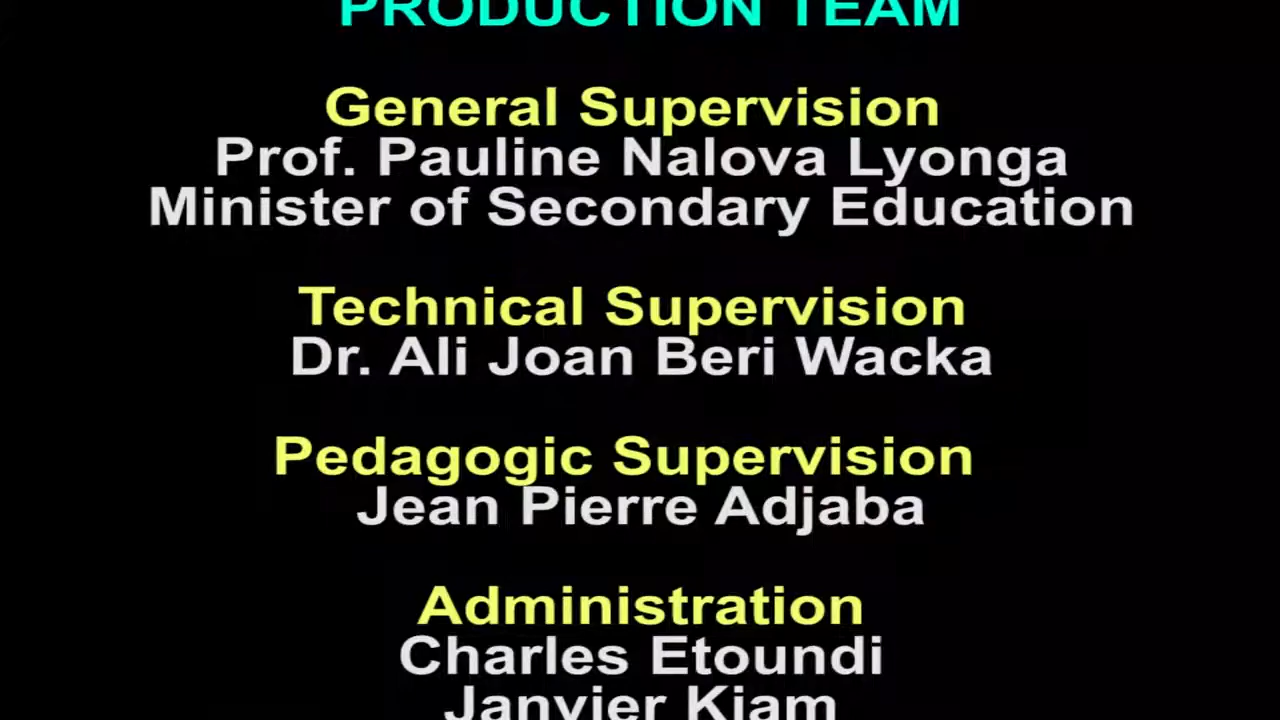 PRODUCTION TEAM
General Supervision
Prof. Pauline Nalova Lyonga
Minister of Secondary Education
Technical Supervision
Dr. Ali Joan Beri Wacka
Pedagogic Supervision
Jean Pierre Adjaba
Administration
Charles Etoundi
Janvier Kiam